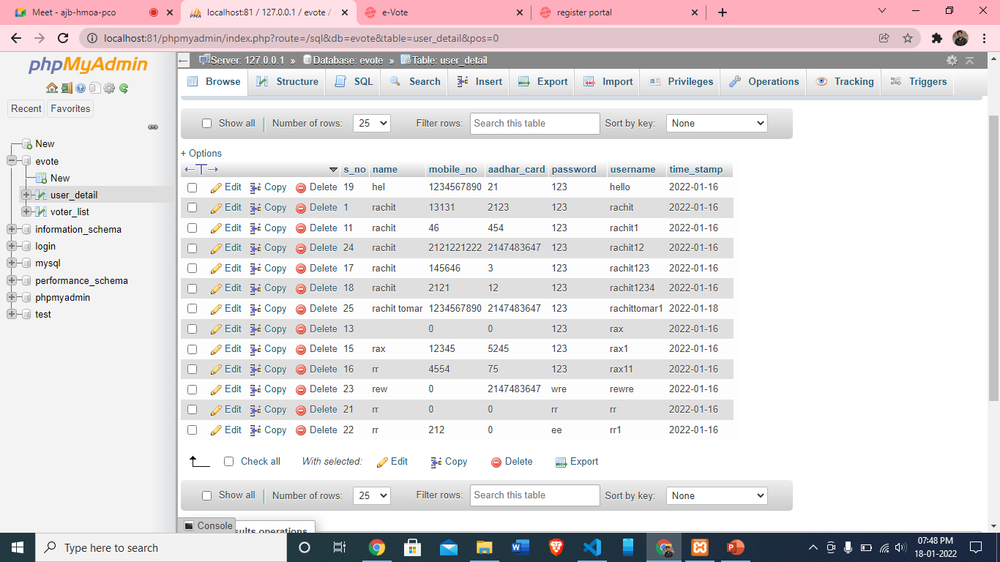 Meet - ajb-hmoa-pco
localhost:81 / 127.0.0.1 / evote /
e-Vote
register portal
localhost:81/phpmyadmin/index.php?route=/sql&db=evote&table=user_detail&pos=0
phpMyAdmin
Recent Favorites
New
evote
New
user_detail
voter_list
information_schema
login
mysql
performance_schema
phpmyadmin
test
Server: 127.0.0.1 » Database: evote » Table: user_detail
Browse Structure SQL Search Insert Export Import Privileges Operations Tracking Triggers
Show all Number of rows: 25 Filter rows: Search this table Sort by key: None
+ Options
s_no name mobile_no aadhar_card password username time_stamp
Edit Copy Delete 19 hel 1234567890 21 123 hello 2022-01-16
Edit Copy Delete 1 rachit 13131 2123 123 rachit 2022-01-16
Edit Copy Delete 11 rachit 46 454 123 rachit1 2022-01-16
Edit Copy Delete 24 rachit 2121221222 2147483647 123 rachit12 2022-01-16
Edit Copy Delete 17 rachit 145646 3 123 rachit123 2022-01-16
Edit Copy Delete 18 rachit 2121 12 123 rachit1234 2022-01-16
Edit Copy Delete 25 rachit tomar 1234567890 2147483647 123 rachittomar1 2022-01-18
Edit Copy Delete 13 0 0 123 rax 2022-01-16
Edit Copy Delete 15 rax 12345 5245 123 rax1 2022-01-16
Edit Copy Delete 16 rr 4554 75 123 rax11 2022-01-16
Edit Copy Delete 23 rew 0 2147483647 wre rewre 2022-01-16
Edit Copy Delete 21 rr 0 0 rr rr 2022-01-16
Edit Copy Delete 22 rr 212 0 ee rr1 2022-01-16
Check all With selected: Edit Copy Delete Export
Show all Number of rows: 25 Filter rows: Search this table Sort by key: None
Console
operations
Type here to search
07:48 PM
18-01-2022